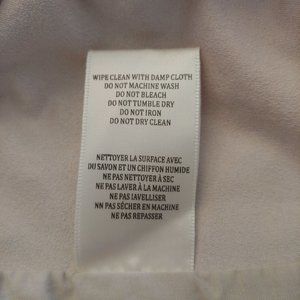 WIPE CLEAN WITH DAMP CLOTH
DO NOT MACHINE WASH
DO NOT BLEACH
DO NOT TUMBLE DRY
DO NOT IRON
DO NOT DRY CLEAN
NETTOYER LA SURFACE AVEC
DU SAVON ET UN CHIFFON HUMIDE
NE PAS NETTOYER À SEC
NE PAS LAVER À LA MACHINE
NE PAS JAVELLISER
NN PAS SÉCHER EN MACHINE
NE PAS REPASSER